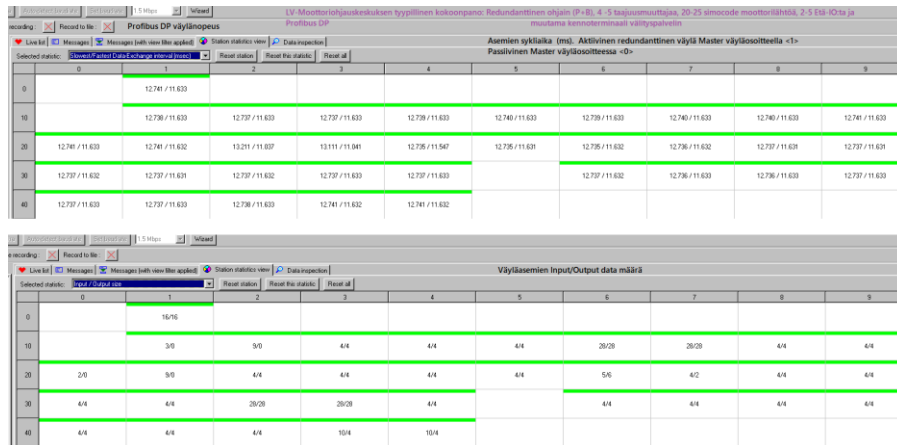 Autodetect baudrate Set baudrate 1.5 Mbps Wizard
LV-Moottoriohjauskeskuksen tyypillinen kokoonpano: Redundanttinen ohjain (P+B), 4 -5 taajuusmuuttajaa, 20-25 simocode moottorilähtöä, 2-5 Etä-IO:ta ja
recording: Record to file: Profibus DP väylänopeus Profibus DP muutama kennoterminaali välityspalvelin
Live list Messages Messages (with view filter applied) Station statistics view Data inspection
Asemien sykliaika (ms). Aktiivinen redundanttinen väylä Master väyläosoitteella <1>
Selected statistic: Slowest/Fastest Data-Exchange interval (msec) Reset station Reset this statistic Reset all
Passiivinen Master väyläosoitteessa <0>
0 1 2 3 4 5 6 7 8 9
0 12.741 / 11.633
10 12.738 / 11.633 12.737 / 11.633 12.737 / 11.633 12.739 / 11.633 12.740 / 11.633 12.739 / 11.633 12.740 / 11.633 12.740 / 11.633 12.741 / 11.633
20 12.741 / 11.633 12.741 / 11.632 13.211 / 11.037 13.111 / 11.041 12.735 / 11.547 12.735 / 11.631 12.735 / 11.632 12.736 / 11.632 12.737 / 11.631 12.737 / 11.631
30 12.737 / 11.632 12.737 / 11.631 12.737 / 11.632 12.737 / 11.633 12.737 / 11.633 12.737 / 11.632 12.736 / 11.633 12.736 / 11.633 12.737 / 11.633
40 12.737 / 11.633 12.737 / 11.633 12.738 / 11.633 12.741 / 11.632 12.741 / 11.632
Autodetect baudrate Set baudrate 1.5 Mbps Wizard
recording: Record to file:
Live list Messages Messages (with view filter applied) Station statistics view Data inspection Väyläasemien Input/Output data määrä
Selected statistic: Input / Output size Reset station Reset this statistic Reset all
0 1 2 3 4 5 6 7 8 9
0 16/16
10 3/0 9/0 4/4 4/4 4/4 28/28 28/28 4/4 4/4
20 2/0 9/0 4/4 4/4 4/4 4/4 5/6 4/2 4/4 4/4
30 4/4 4/4 28/28 28/28 4/4 4/4 4/4 4/4 4/4
40 4/4 4/4 4/4 10/4 10/4